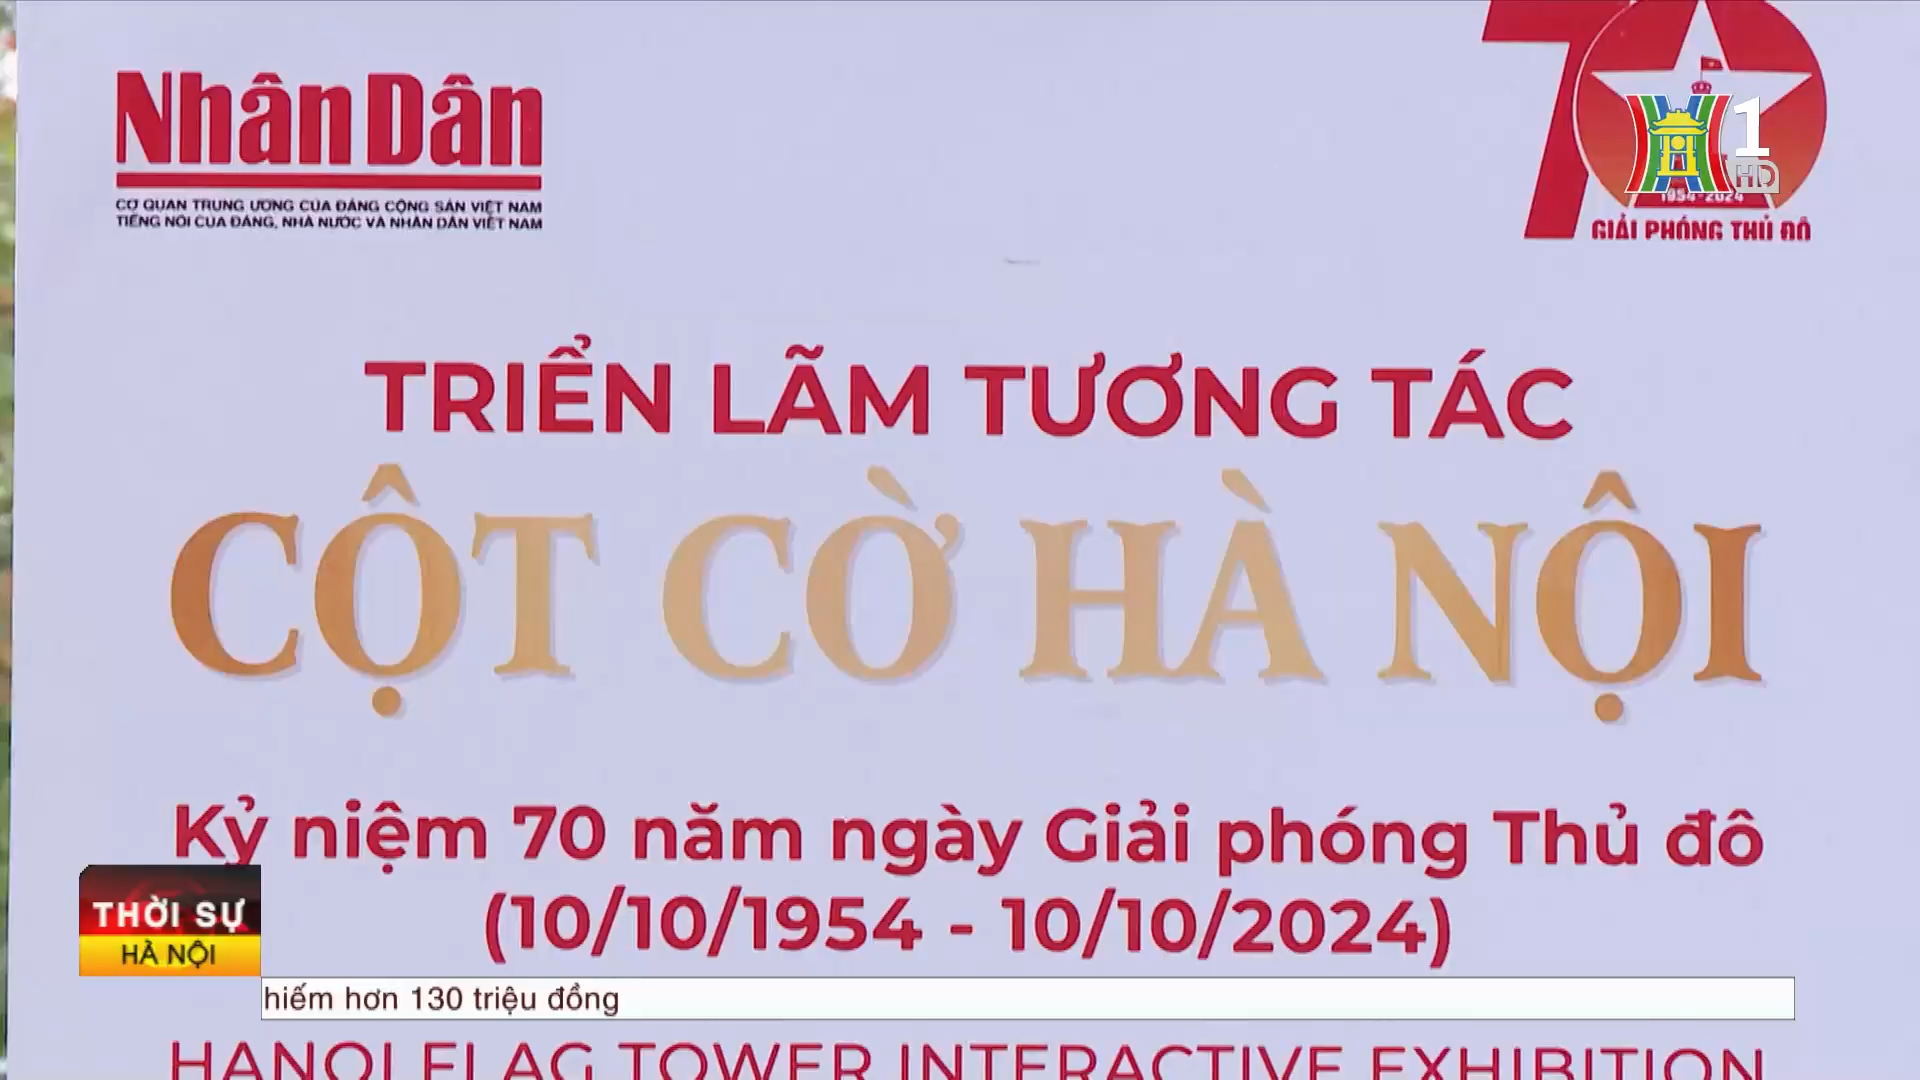 NhânDân
CƠ QUAN TRUNG ƯƠNG CỦA ĐẢNG CỘNG SẢN VIỆT NAM
TIẾNG NÓI CỦA ĐẢNG, NHÀ NƯỚC VÀ NHÂN DÂN VIỆT NAM
70
1
HD
1954-2024
GIẢI PHÓNG THỦ ĐÔ
TRIỂN LÃM TƯƠNG TÁC
CỘT CỜ HÀ NỘI
Kỷ niệm 70 năm ngày Giải phóng Thủ đô
(10/10/1954 - 10/10/2024)
THỜI SỰ
HÀ NỘI
hiếm hơn 130 triệu đồng
HANOI FLAG TOWER INTERACTIVE EXHIBITION